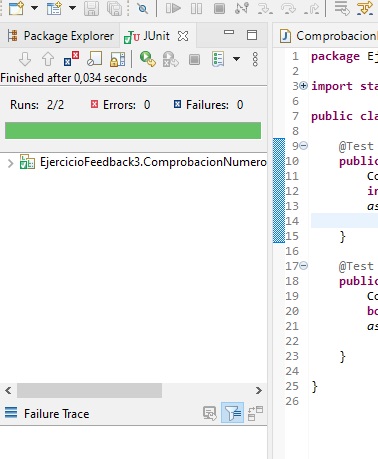 Package Explorer JUnit
Finished after 0,034 seconds
Runs: 2/2 Errors: 0 Failures: 0
EjercicioFeedback3.ComprobacionNumero
Failure Trace
Comprobacion
1 package Ej
2
3 import sta
6
7 public cla
8
9 @Test
10 public
11 Co
12 in
13 as
14
15 }
16
17 @Test
18 public
19 Co
20 bo
21 as
22
23 }
24
25 }
26